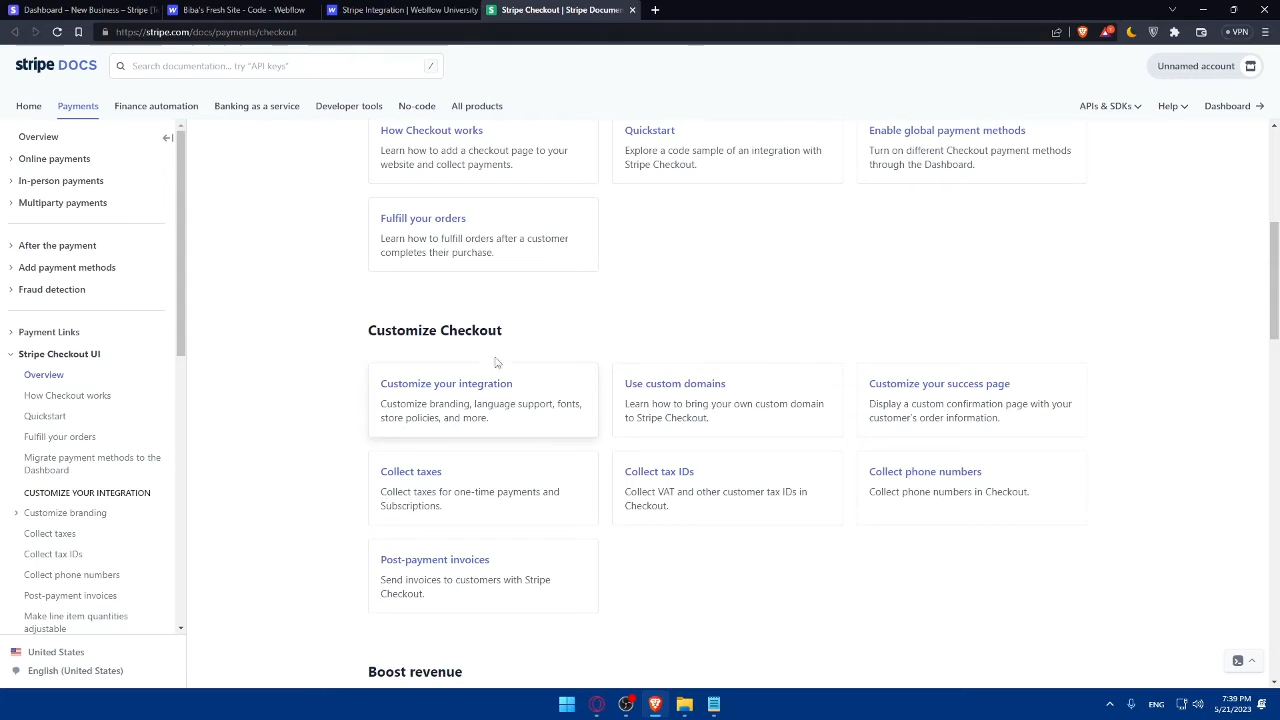 Dashboard – New Business – Stripe [Te
Biba's Fresh Site - Code - Webflow
Stripe Integration | Webflow University
Stripe Checkout | Stripe Documen
https://stripe.com/docs/payments/checkout
VPN
stripe DOCS
Search documentation... try "API keys"
/
Unnamed account
Home
Payments
Finance automation
Banking as a service
Developer tools
No-code
All products
APIs & SDKs
Help
Dashboard
Overview
Online payments
In-person payments
Multiparty payments
After the payment
Add payment methods
Fraud detection
Payment Links
Stripe Checkout UI
Overview
How Checkout works
Quickstart
Fulfill your orders
Migrate payment methods to the
Dashboard
CUSTOMIZE YOUR INTEGRATION
Customize branding
Collect taxes
Collect tax IDs
Collect phone numbers
Post-payment invoices
Make line item quantities
adjustable
United States
English (United States)
How Checkout works
Learn how to add a checkout page to your
website and collect payments.
Quickstart
Explore a code sample of an integration with
Stripe Checkout.
Enable global payment methods
Turn on different Checkout payment methods
through the Dashboard.
Fulfill your orders
Learn how to fulfill orders after a customer
completes their purchase.
Customize Checkout
Customize your integration
Customize branding, language support, fonts,
store policies, and more.
Use custom domains
Learn how to bring your own custom domain
to Stripe Checkout.
Customize your success page
Display a custom confirmation page with your
customer's order information.
Collect taxes
Collect taxes for one-time payments and
Subscriptions.
Collect tax IDs
Collect VAT and other customer tax IDs in
Checkout.
Collect phone numbers
Collect phone numbers in Checkout.
Post-payment invoices
Send invoices to customers with Stripe
Checkout.
Boost revenue
ENG
7:39 PM
5/21/2023